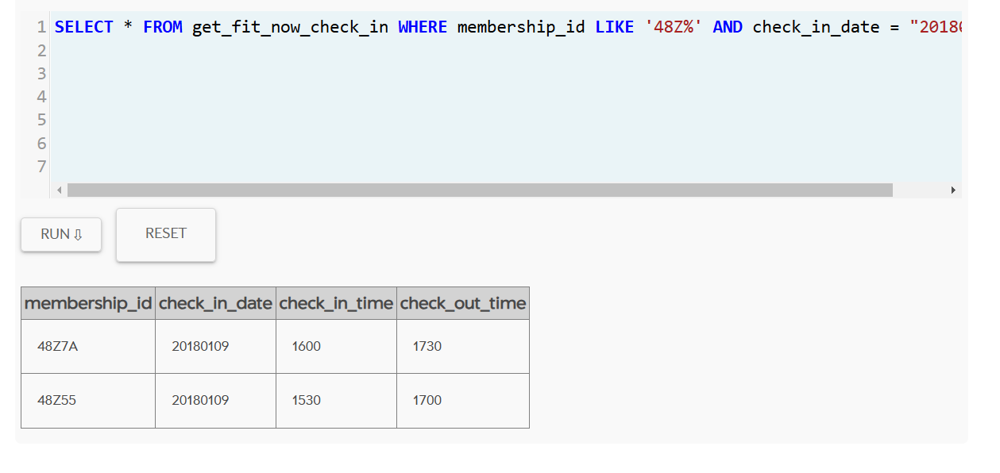 1 SELECT * FROM get_fit_now_check_in WHERE membership_id LIKE '48Z%' AND check_in_date = "2018
2
3
4
5
6
7
RUN ⇩ RESET
membership_id check_in_date check_in_time check_out_time
48Z7A 20180109 1600 1730
48Z55 20180109 1530 1700